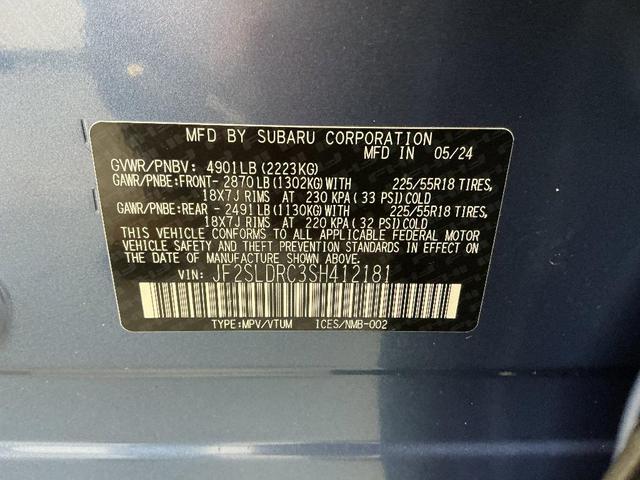 MFD BY SUBARU CORPORATION
MFD IN 05/24
GVWR/PNBV: 4901LB (2223KG)
GAWR/PNBE:FRONT- 2870LB (1302KG)WITH 225/55R18 TIRES,
18X7J RIMS AT 230 KPA (33 PSI)COLD
GAWR/PNBE:REAR - 2491LB (1130KG)WITH 225/55R18 TIRES,
18X7J RIMS AT 220 KPA (32 PSI)COLD
THIS VEHICLE CONFORMS TO ALL APPLICABLE FEDERAL MOTOR
VEHICLE SAFETY AND THEFT PREVENTION STANDARDS IN EFFECT
ON THE DATE OF MANUFACTURE SHOWN ABOVE.
VIN: JF2SLDRC3SH412181
TYPE:MPV/VTUM ICES/NMB-002